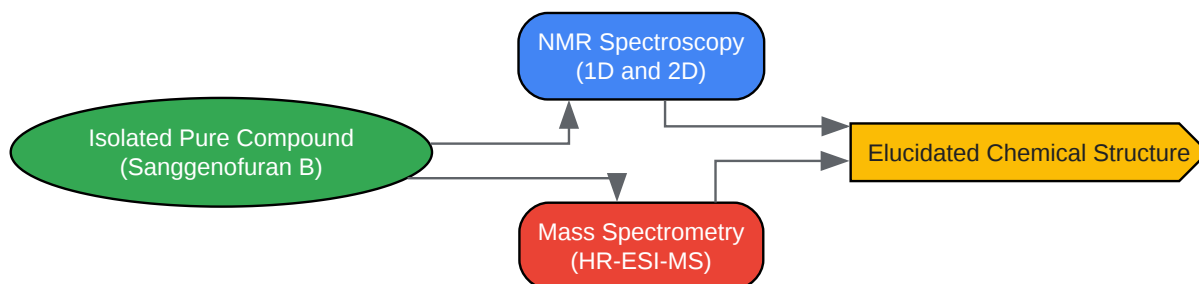 Isolated Pure Compound
(Sanggenofuran B)
NMR Spectroscopy
(1D and 2D)
Mass Spectrometry
(HR-ESI-MS)
Elucidated Chemical Structure